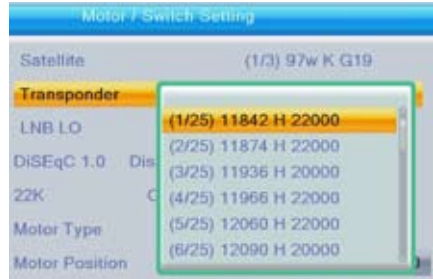 Motor / Switch Setting
Satellite (1/3) 97w K G19
Transponder
(1/25) 11842 H 22000
LNB LO
(2/25) 11874 H 22000
DiSEqC 1.0 Dis
(3/25) 11936 H 20000
22K
(4/25) 11966 H 22000
Motor Type
(5/25) 12060 H 22000
Motor Position
(6/25) 12090 H 20000